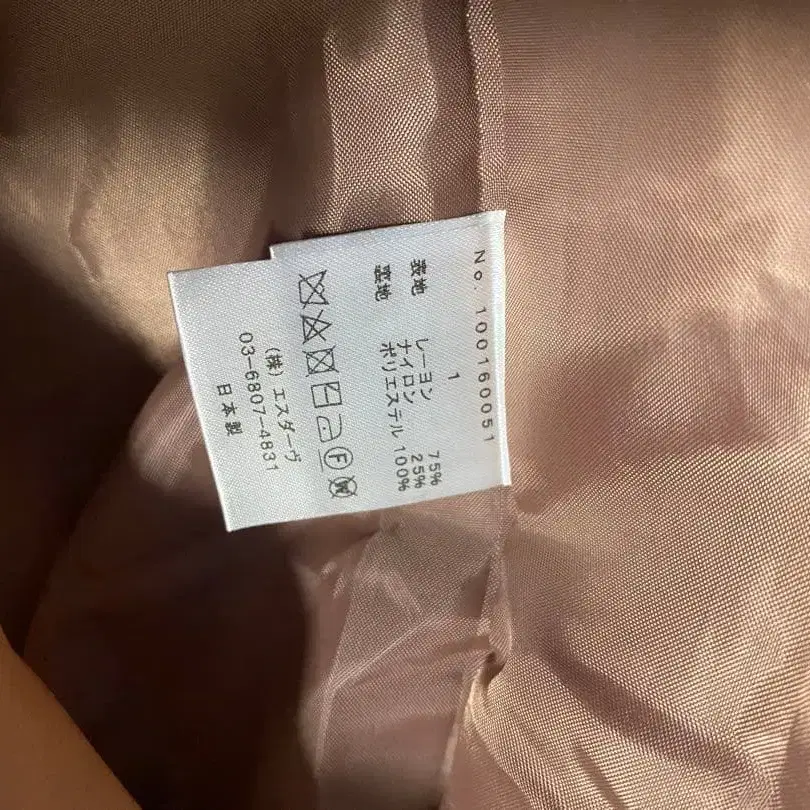 No. 100160051
1
表地 レーヨン 75%
ナイロン 25%
裏地 ポリエステル 100%
F W
(株)エスダーヴ
03-6807-4831
日本製